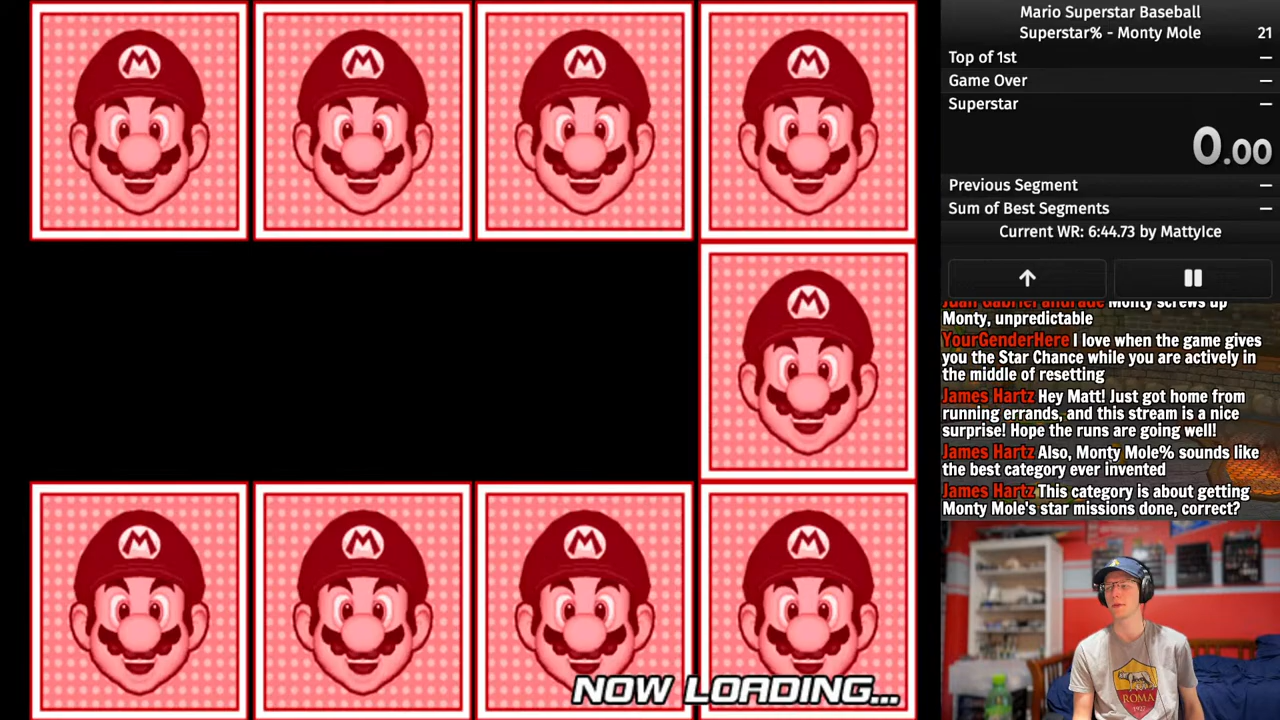 Mario Superstar Baseball
Superstar% - Monty Mole 21
Top of 1st —
Game Over —
Superstar —
0.00
Previous Segment —
Sum of Best Segments —
Current WR: 6:44.73 by MattyIce
Juan Gabriel andrade Monty screws up
Monty, unpredictable
YourGenderHere I love when the game gives
you the Star Chance while you are actively in
the middle of resetting
James Hartz Hey Matt! Just got home from
running errands, and this stream is a nice
surprise! Hope the runs are going well!
James Hartz Also, Monty Mole% sounds like
the best category ever invented
James Hartz This category is about getting
Monty Mole's star missions done, correct?
M M M M
M
M M M M
NOW LOADING...
ROMA
1927